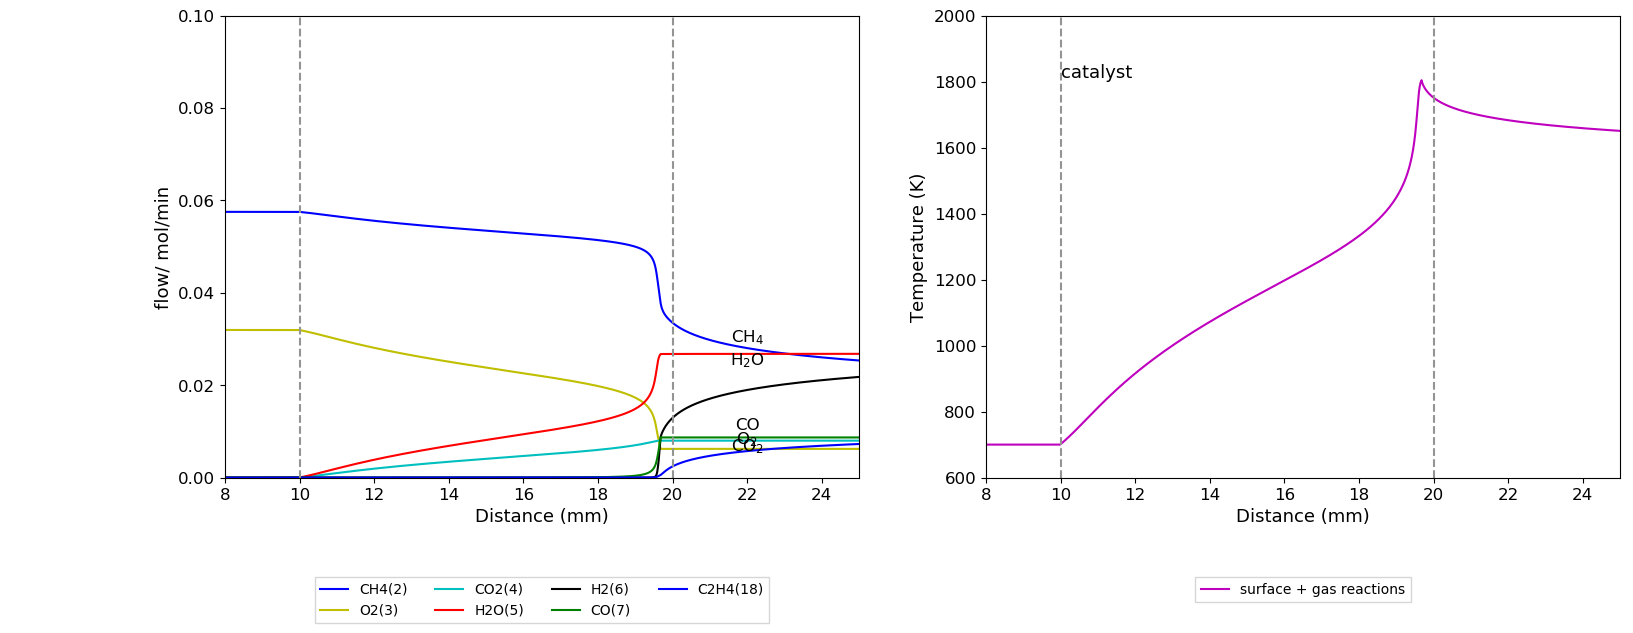 0.10
0.08
0.06
0.04
0.02
0.00
flow/ mol/min
CH₄
H₂O
CO
O₂
CO₂
8 10 12 14 16 18 20 22 24
Distance (mm)
CH4(2) CO2(4) H2(6) C2H4(18)
O2(3) H2O(5) CO(7)
2000
1800
1600
1400
1200
1000
800
600
Temperature (K)
catalyst
8 10 12 14 16 18 20 22 24
Distance (mm)
surface + gas reactions